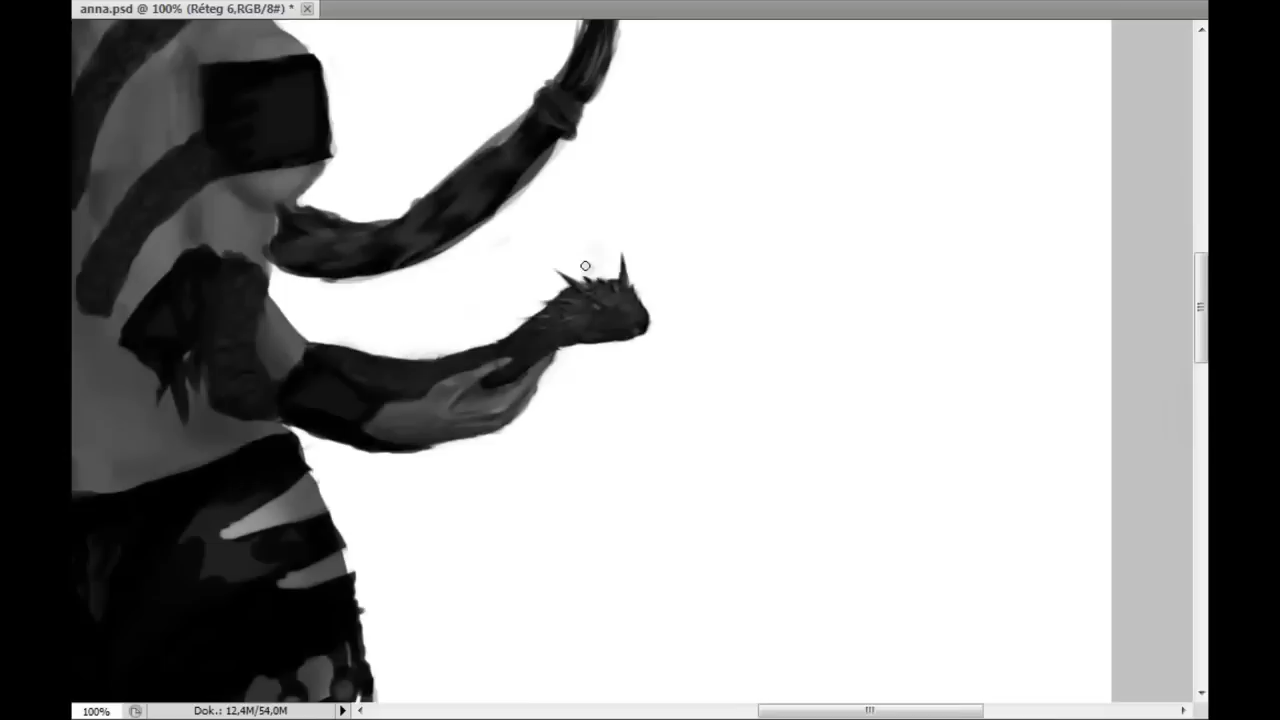 anna.psd @ 100% (Réteg 6,RGB/8#) *
100%
Dok.: 12,4M/54,0M